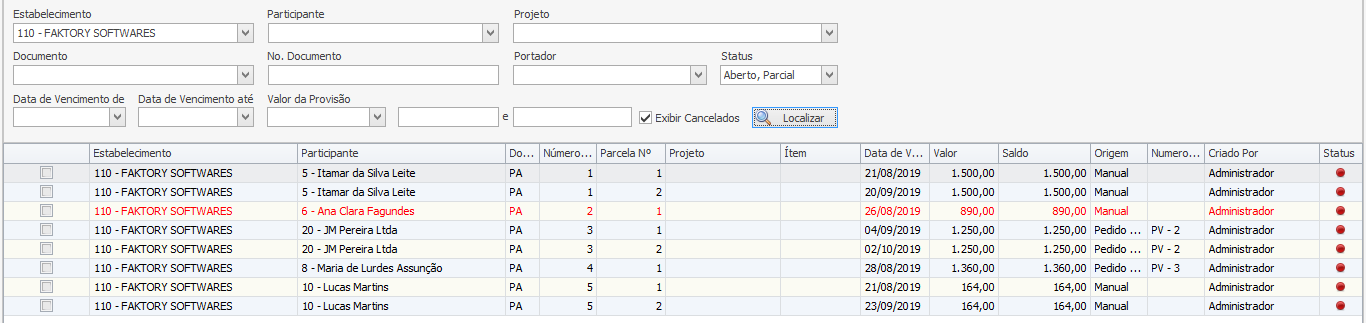 Estabelecimento Participante Projeto
110 - FAKTORY SOFTWARES
Documento No. Documento Portador Status
Aberto, Parcial
Data de Vencimento de Data de Vencimento até Valor da Provisão
e Exibir Cancelados Localizar
Estabelecimento Participante Do... Número... Parcela Nº Projeto Ítem Data de V... Valor Saldo Origem Numero... Criado Por Status
110 - FAKTORY SOFTWARES 5 - Itamar da Silva Leite PA 1 1 21/08/2019 1.500,00 1.500,00 Manual Administrador
110 - FAKTORY SOFTWARES 5 - Itamar da Silva Leite PA 1 2 20/09/2019 1.500,00 1.500,00 Manual Administrador
110 - FAKTORY SOFTWARES 6 - Ana Clara Fagundes PA 2 1 26/08/2019 890,00 890,00 Manual Administrador
110 - FAKTORY SOFTWARES 20 - JM Pereira Ltda PA 3 1 04/09/2019 1.250,00 1.250,00 Pedido ... PV - 2 Administrador
110 - FAKTORY SOFTWARES 20 - JM Pereira Ltda PA 3 2 02/10/2019 1.250,00 1.250,00 Pedido ... PV - 2 Administrador
110 - FAKTORY SOFTWARES 8 - Maria de Lurdes Assunção PA 4 1 28/08/2019 1.360,00 1.360,00 Pedido ... PV - 3 Administrador
110 - FAKTORY SOFTWARES 10 - Lucas Martins PA 5 1 21/08/2019 164,00 164,00 Manual Administrador
110 - FAKTORY SOFTWARES 10 - Lucas Martins PA 5 2 23/09/2019 164,00 164,00 Manual Administrador